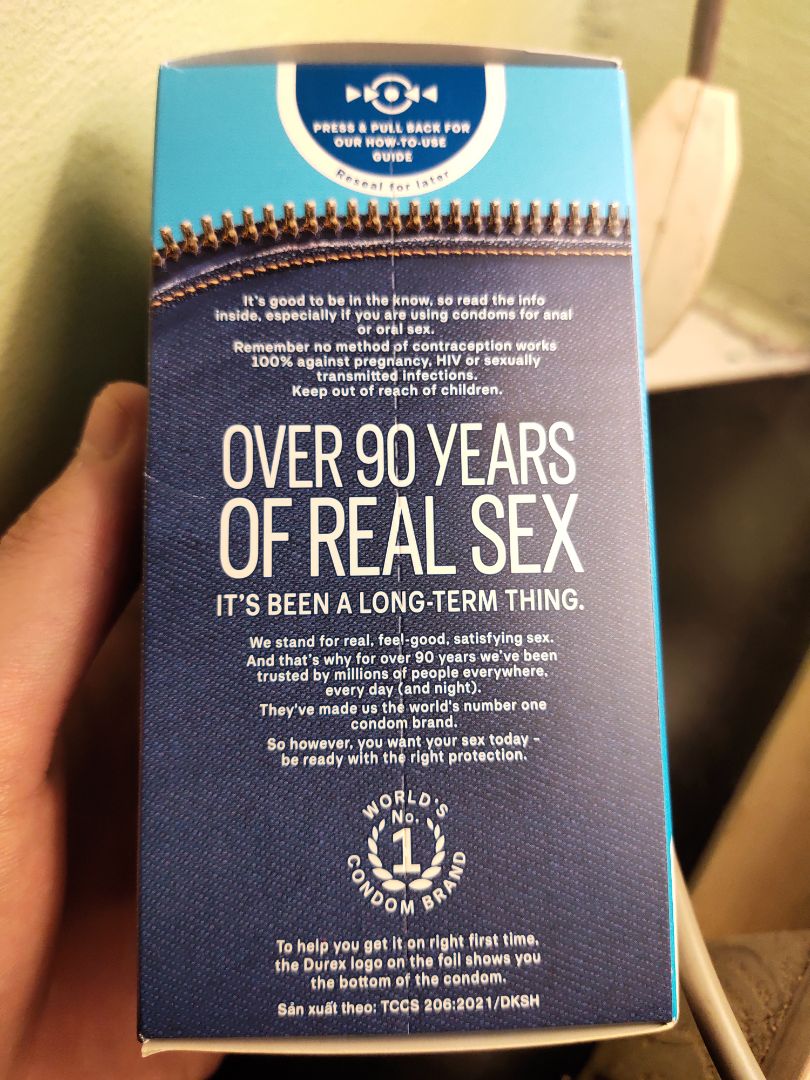 PRESS & PULL BACK FOR
OUR HOW-TO-USE
GUIDE
Reseal for later
It's good to be in the know, so read the info
inside, especially if you are using condoms for anal
or oral sex.
Remember no method of contraception works
100% against pregnancy, HIV or sexually
transmitted infections.
Keep out of reach of children.
OVER 90 YEARS
OF REAL SEX
IT'S BEEN A LONG-TERM THING.
We stand for real, feel-good, satisfying sex.
And that's why for over 90 years we've been
trusted by millions of people everywhere,
every day (and night).
They've made us the world's number one
condom brand.
So however, you want your sex today –
be ready with the right protection.
WORLD'S
No.
1
CONDOM BRAND
To help you get it on right first time,
the Durex logo on the foil shows you
the bottom of the condom.
Sản xuất theo: TCCS 206:2021/DKSH